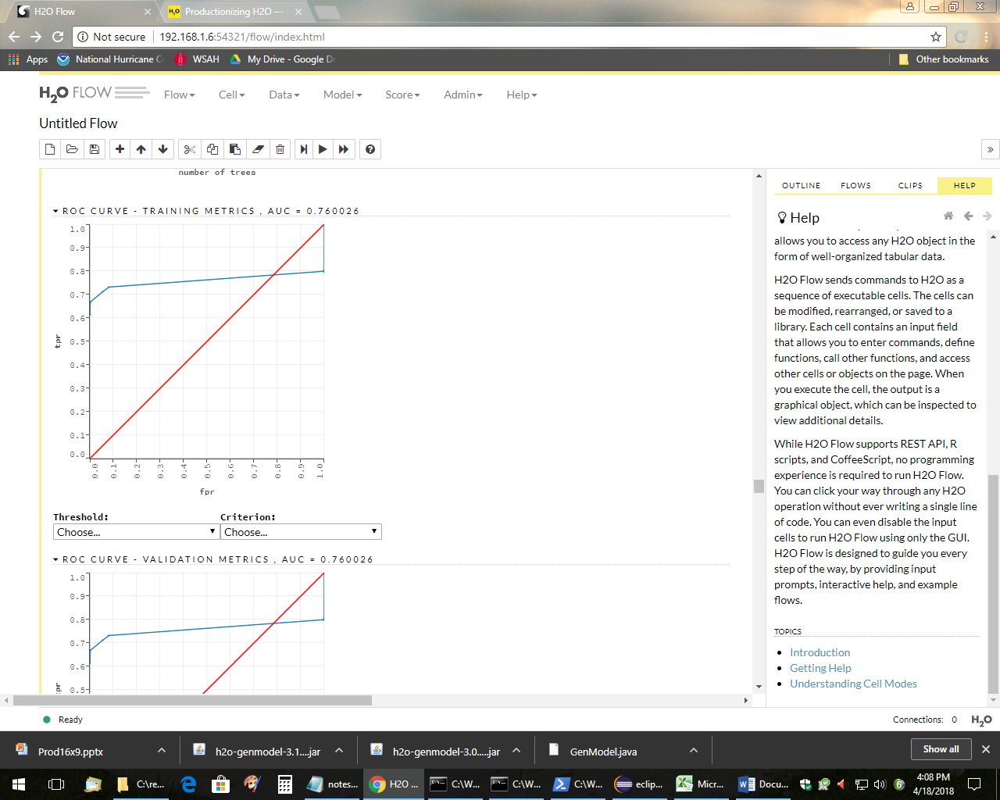 H2O Flow
Productionizing H2O —
Not secure
192.168.1.6:54321/flow/index.html
Apps
National Hurricane C
WSAH
My Drive - Google Dr
Other bookmarks
H2O FLOW
Flow
Cell
Data
Model
Score
Admin
Help
Untitled Flow
number of trees
ROC CURVE - TRAINING METRICS , AUC = 0.760026
1.0
0.9
0.8
0.7
0.6
0.5
0.4
0.3
0.2
0.1
0.0
tpr
0.0 0.1 0.2 0.3 0.4 0.5 0.6 0.7 0.8 0.9 1.0
fpr
Threshold:
Criterion:
Choose...
Choose...
ROC CURVE - VALIDATION METRICS , AUC = 0.760026
1.0
0.9
0.8
0.7
0.6
0.5
OUTLINE
FLOWS
CLIPS
HELP
Help
allows you to access any H2O object in the
form of well-organized tabular data.
H2O Flow sends commands to H2O as a
sequence of executable cells. The cells can
be modified, rearranged, or saved to a
library. Each cell contains an input field
that allows you to enter commands, define
functions, call other functions, and access
other cells or objects on the page. When
you execute the cell, the output is a
graphical object, which can be inspected to
view additional details.
While H2O Flow supports REST API, R
scripts, and CoffeeScript, no programming
experience is required to run H2O Flow.
You can click your way through any H2O
operation without ever writing a single line
of code. You can even disable the input
cells to run H2O Flow using only the GUI.
H2O Flow is designed to guide you every
step of the way, by providing input
prompts, interactive help, and example
flows.
TOPICS
Introduction
Getting Help
Understanding Cell Modes
Ready
Connections: 0
H2O
Prod16x9.pptx
h2o-genmodel-3.1....jar
h2o-genmodel-3.0.....jar
GenModel.java
Show all
C:\re...
notes...
H2O ...
C:\W...
C:\W...
C:\W...
eclip...
Micr...
Docu...
4:08 PM
4/18/2018